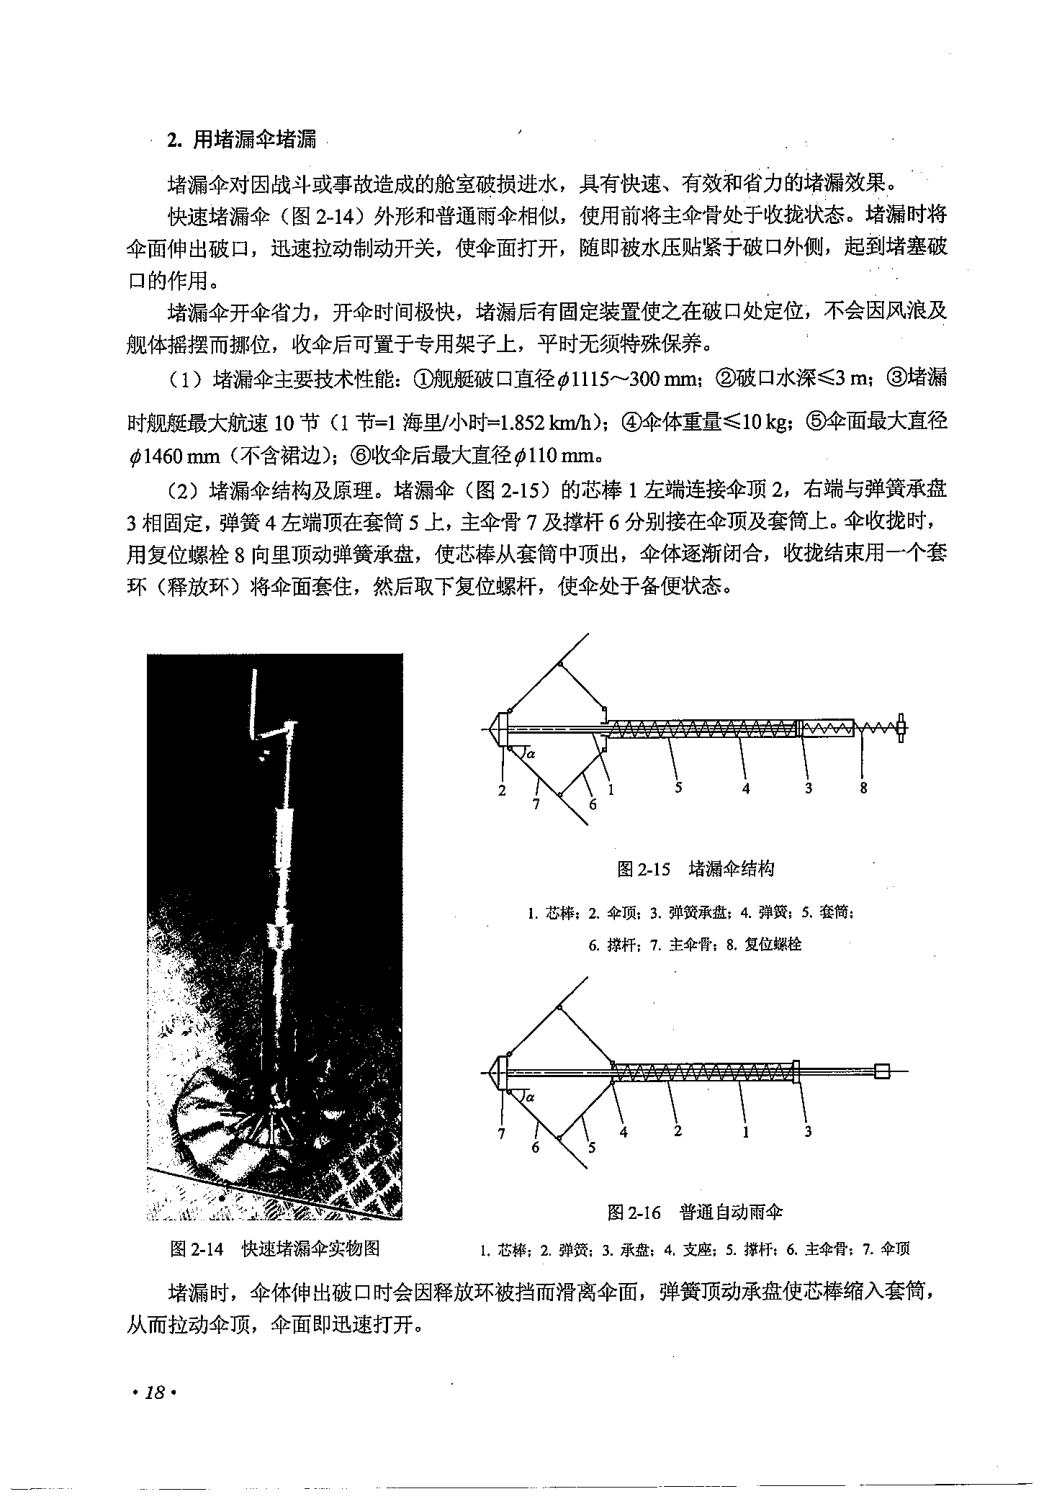 2. 用堵漏伞堵漏
堵漏伞对因战斗或事故造成的舱室破损进水，具有快速、有效和省力的堵漏效果。
快速堵漏伞（图 2-14）外形和普通雨伞相似，使用前将主伞骨处于收拢状态。堵漏时将
伞面伸出破口，迅速拉动制动开关，使伞面打开，随即被水压贴紧于破口外侧，起到堵塞破
口的作用。
堵漏伞开伞省力，开伞时间极快，堵漏后有固定装置使之在破口处定位，不会因风浪及
舰体摇摆而挪位，收伞后可置于专用架子上，平时无须特殊保养。
（1）堵漏伞主要技术性能：①舰艇破口直径ϕ1115～300 mm；②破口水深≤3 m；③堵漏
时舰艇最大航速 10 节（1 节=1 海里/小时=1.852 km/h）；④伞体重量≤10 kg；⑤伞面最大直径
ϕ1460 mm（不含裙边）；⑥收伞后最大直径ϕ110 mm。
（2）堵漏伞结构及原理。堵漏伞（图 2-15）的芯棒 1 左端连接伞顶 2，右端与弹簧承盘
3 相固定，弹簧 4 左端顶在套筒 5 上，主伞骨 7 及撑杆 6 分别接在伞顶及套筒上。伞收拢时，
用复位螺栓 8 向里顶动弹簧承盘，使芯棒从套筒中顶出，伞体逐渐闭合，收拢结束用一个套
环（释放环）将伞面套住，然后取下复位螺杆，使伞处于备便状态。
α
2 7 6 1 5 4 3 8
图 2-15 堵漏伞结构
1. 芯棒；2. 伞顶；3. 弹簧承盘；4. 弹簧；5. 套筒；
6. 撑杆；7. 主伞骨；8. 复位螺栓
α
7 6 5 4 2 1 3
图 2-16 普通自动雨伞
1. 芯棒；2. 弹簧；3. 承盘；4. 支座；5. 撑杆；6. 主伞骨；7. 伞顶
图 2-14 快速堵漏伞实物图
堵漏时，伞体伸出破口时会因释放环被挡而滑离伞面，弹簧顶动承盘使芯棒缩入套筒，
从而拉动伞顶，伞面即迅速打开。
·18·